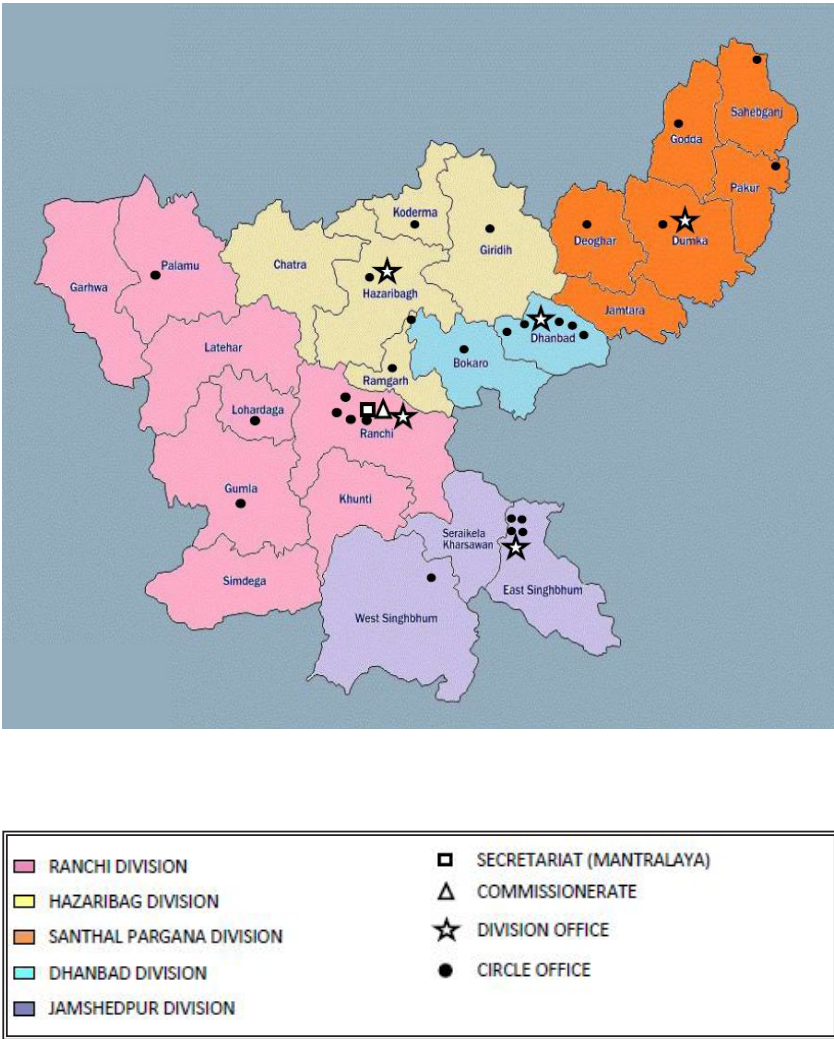 Sahebganj
Godda
Pakur
Koderma
Giridih
Deoghar
Dumka
Palamu
Chatra
Garhwa
Hazaribagh
Jamtara
Dhanbad
Latehar
Bokaro
Ramgarh
Lohardaga
Ranchi
Gumla
Khunti
Seraikela
Kharsawan
Simdega
East Singhbhum
West Singhbhum
RANCHI DIVISION
HAZARIBAG DIVISION
SANTHAL PARGANA DIVISION
DHANBAD DIVISION
JAMSHEDPUR DIVISION
SECRETARIAT (MANTRALAYA)
COMMISSIONERATE
DIVISION OFFICE
CIRCLE OFFICE